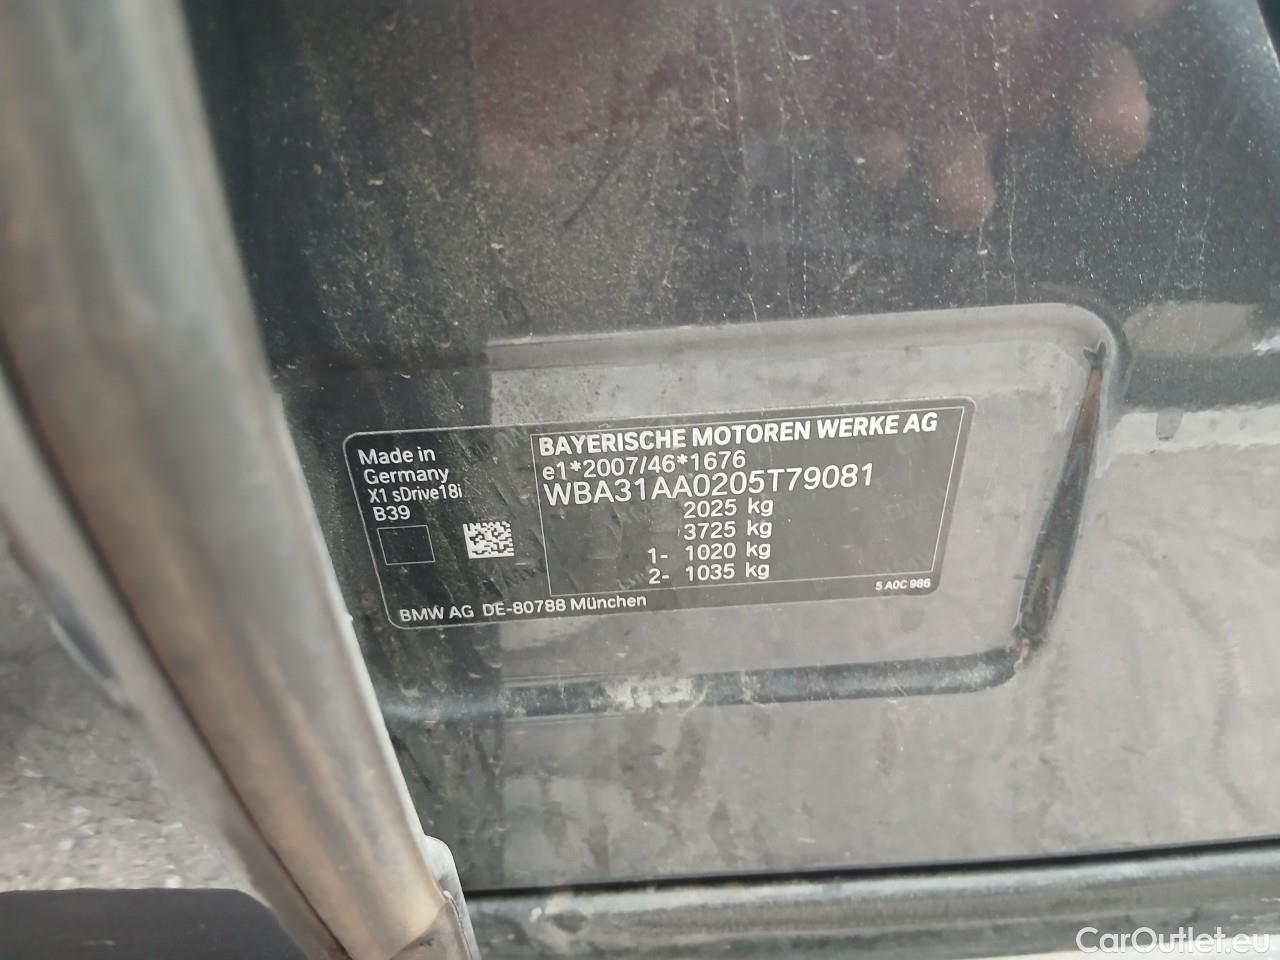 Made in
Germany
X1 sDrive18i
B39
BAYERISCHE MOTOREN WERKE AG
e1*2007/46*1676
WBA31AA0205T79081
2025 kg
3725 kg
1- 1020 kg
2- 1035 kg
BMW AG DE-80788 München
5 A0C 986
CarOutlet.eu